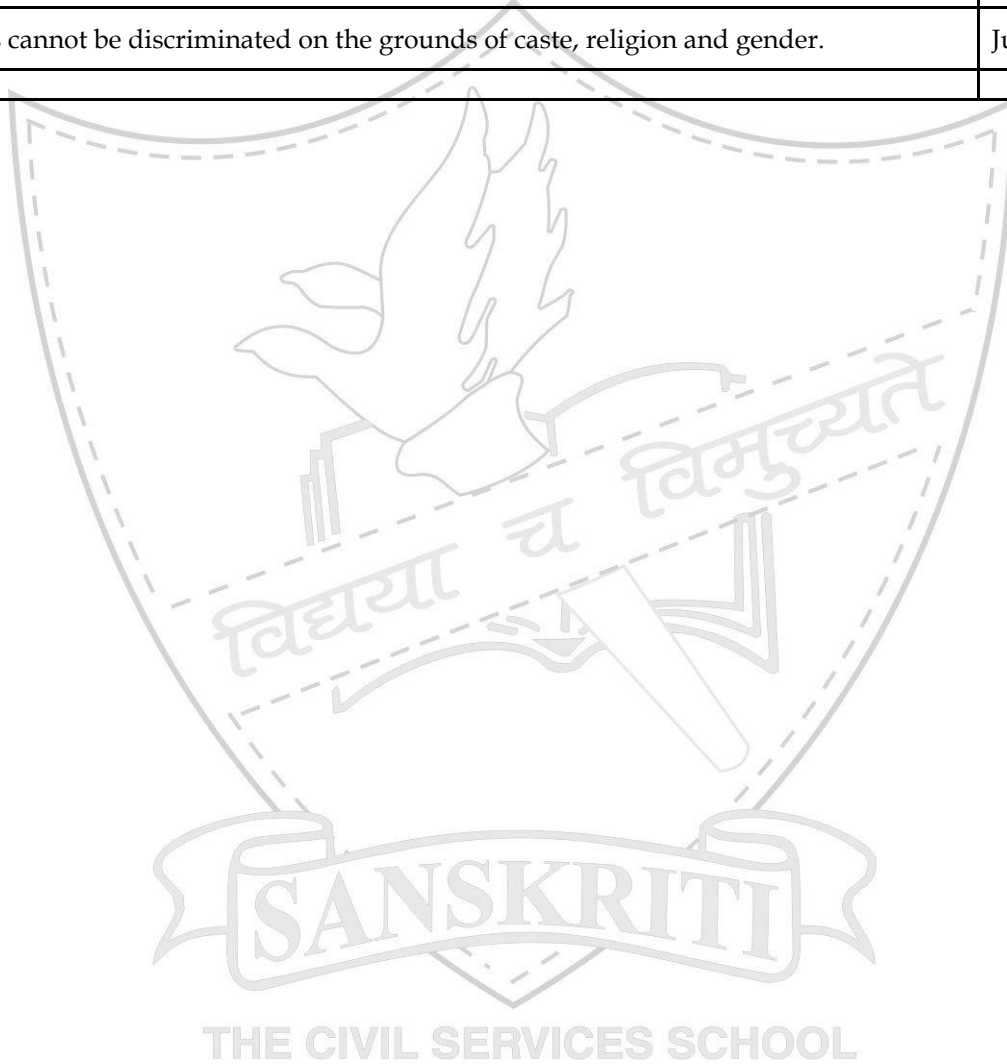 cannot be discriminated on the grounds of caste, religion and gender.
विद्यया च विमुच्यते
SANSKRITI
THE CIVIL SERVICES SCHOOL